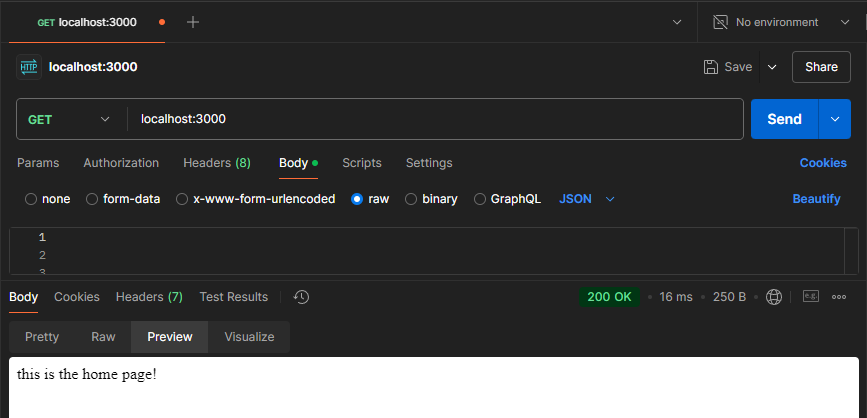 GET localhost:3000 No environment
HTTP localhost:3000 Save Share
GET localhost:3000 Send
Params Authorization Headers (8) Body Scripts Settings Cookies
none form-data x-www-form-urlencoded raw binary GraphQL JSON Beautify
1
2
3
Body Cookies Headers (7) Test Results 200 OK 16 ms 250 B e.g.
Pretty Raw Preview Visualize
this is the home page!